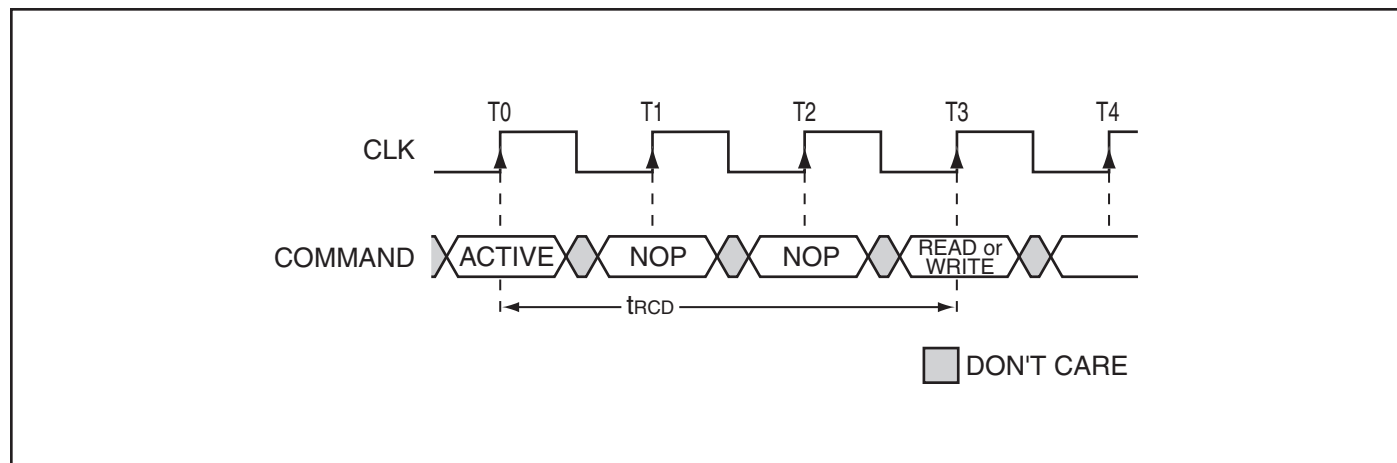 T0 T1 T2 T3 T4
CLK
COMMAND ACTIVE NOP NOP READ or
WRITE
tRCD
DON'T CARE